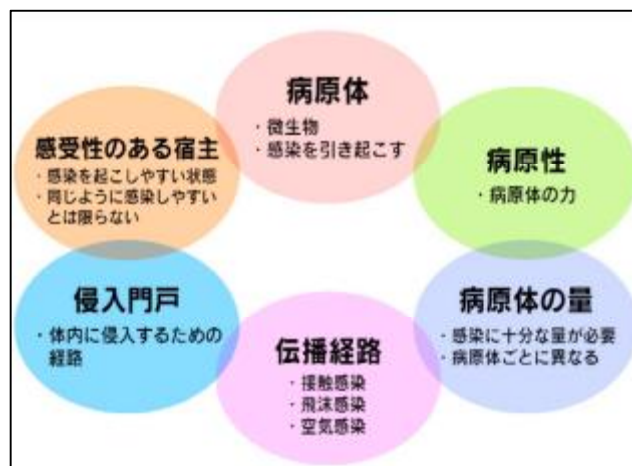 病原体
・微生物
・感染を引き起こす
病原性
・病原体の力
病原体の量
・感染に十分な量が必要
・病原体ごとに異なる
伝播経路
・接触感染
・飛沫感染
・空気感染
侵入門戸
・体内に侵入するための
経路
感受性のある宿主
・感染を起こしやすい状態
・同じように感染しやすい
とは限らない